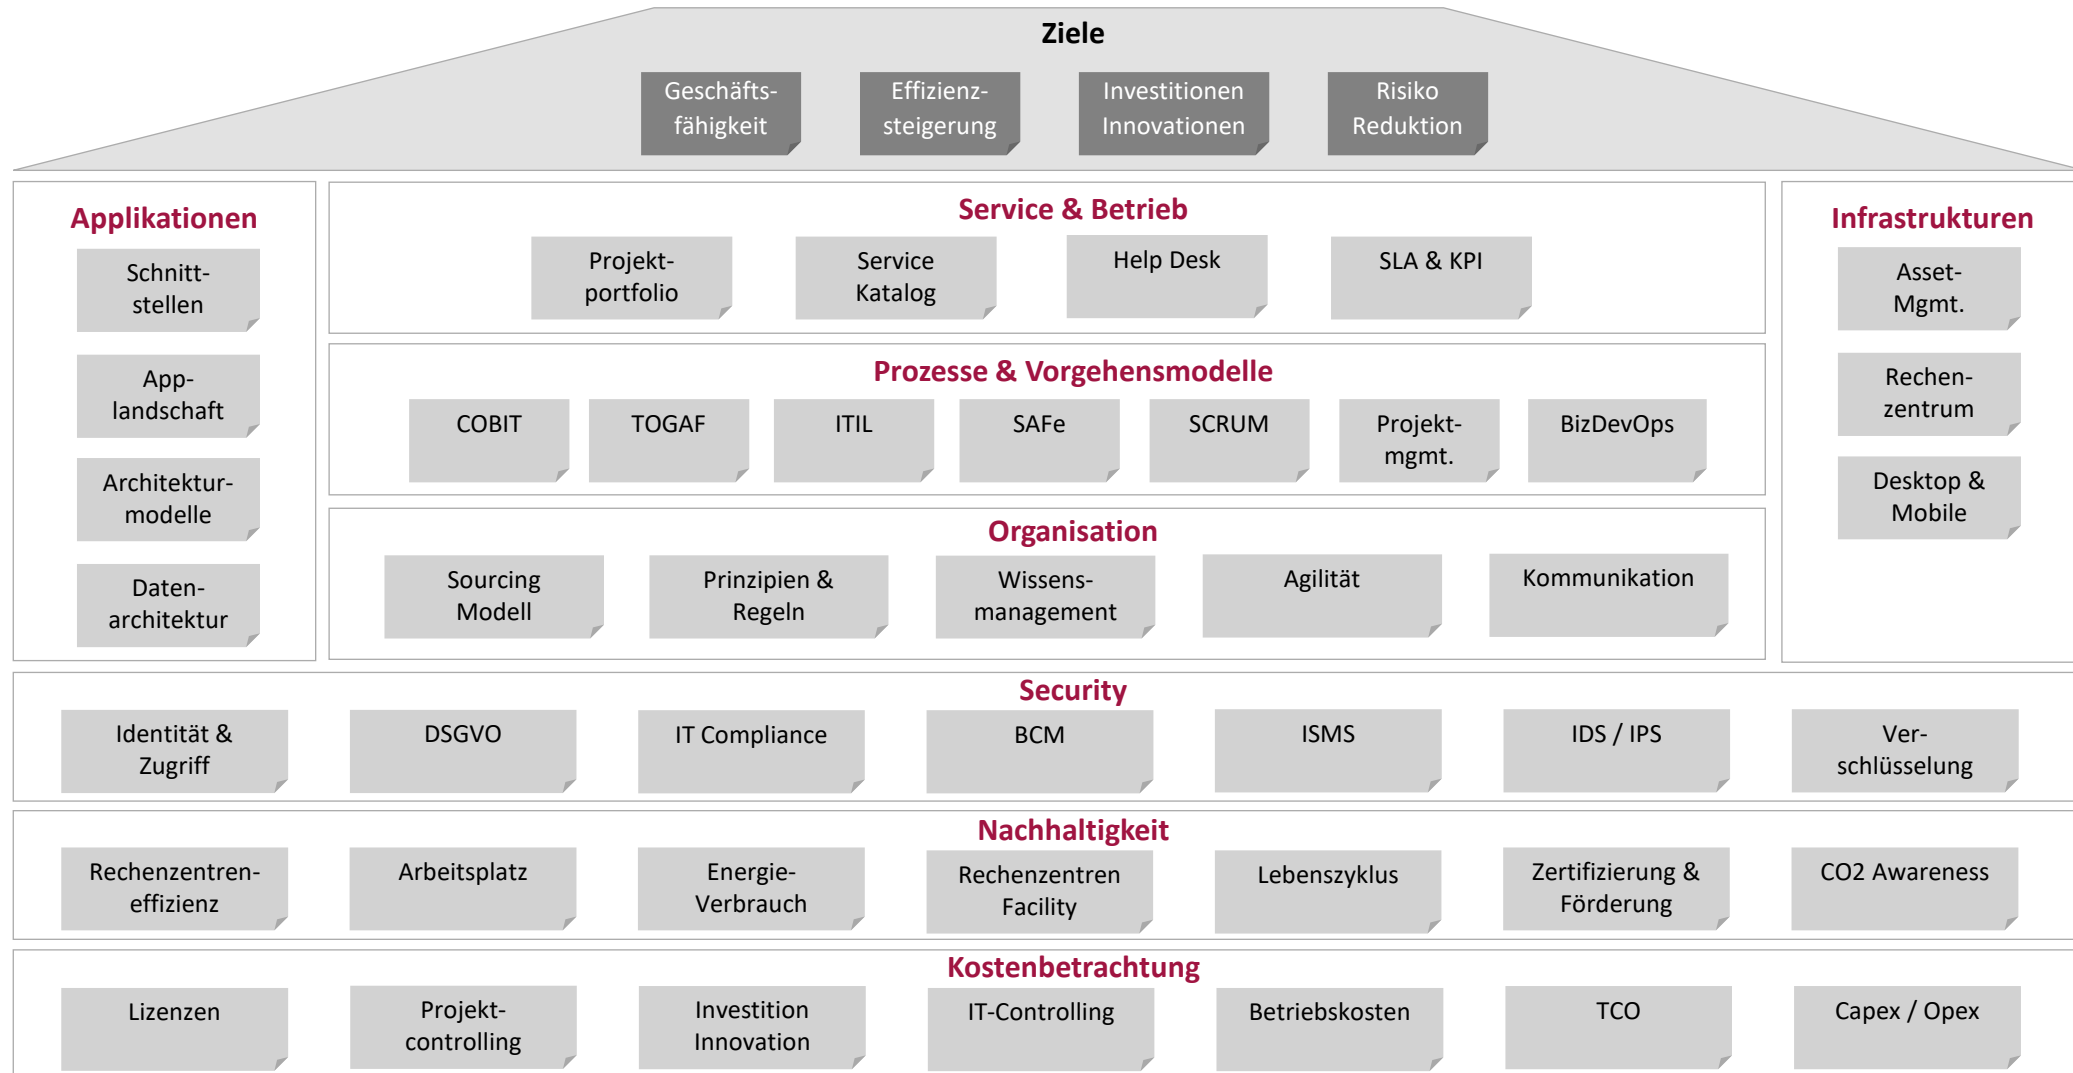 Ziele
Geschäfts-
fähigkeit
Effizienz-
steigerung
Investitionen
Innovationen
Risiko
Reduktion
Applikationen
Schnitt-
stellen
App-
landschaft
Architektur-
modelle
Daten-
architektur
Service & Betrieb
Projekt-
portfolio
Service
Katalog
Help Desk
SLA & KPI
Prozesse & Vorgehensmodelle
COBIT
TOGAF
ITIL
SAFe
SCRUM
Projekt-
mgmt.
BizDevOps
Organisation
Sourcing
Modell
Prinzipien &
Regeln
Wissens-
management
Agilität
Kommunikation
Infrastrukturen
Asset-
Mgmt.
Rechen-
zentrum
Desktop &
Mobile
Security
Identität &
Zugriff
DSGVO
IT Compliance
BCM
ISMS
IDS / IPS
Ver-
schlüsselung
Nachhaltigkeit
Rechenzentren-
effizienz
Arbeitsplatz
Energie-
Verbrauch
Rechenzentren
Facility
Lebenszyklus
Zertifizierung &
Förderung
CO2 Awareness
Kostenbetrachtung
Lizenzen
Projekt-
controlling
Investition
Innovation
IT-Controlling
Betriebskosten
TCO
Capex / Opex